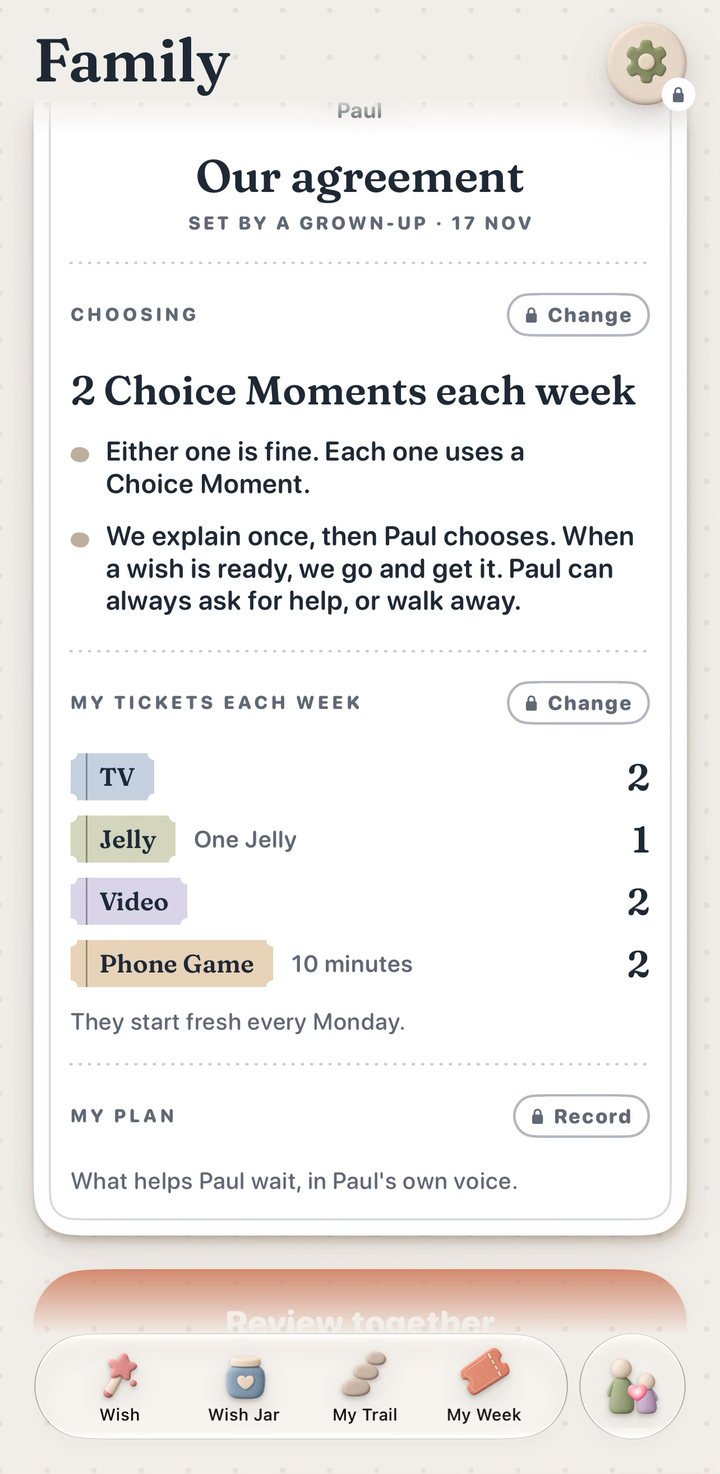 Family
Paul
Our agreement
SET BY A GROWN-UP · 17 NOV
CHOOSING
Change
2 Choice Moments each week
Either one is fine. Each one uses a
Choice Moment.
We explain once, then Paul chooses. When
a wish is ready, we go and get it. Paul can
always ask for help, or walk away.
MY TICKETS EACH WEEK
Change
TV 2
Jelly One Jelly 1
Video 2
Phone Game 10 minutes 2
They start fresh every Monday.
MY PLAN
Record
What helps Paul wait, in Paul's own voice.
Review together
Wish Wish Jar My Trail My Week